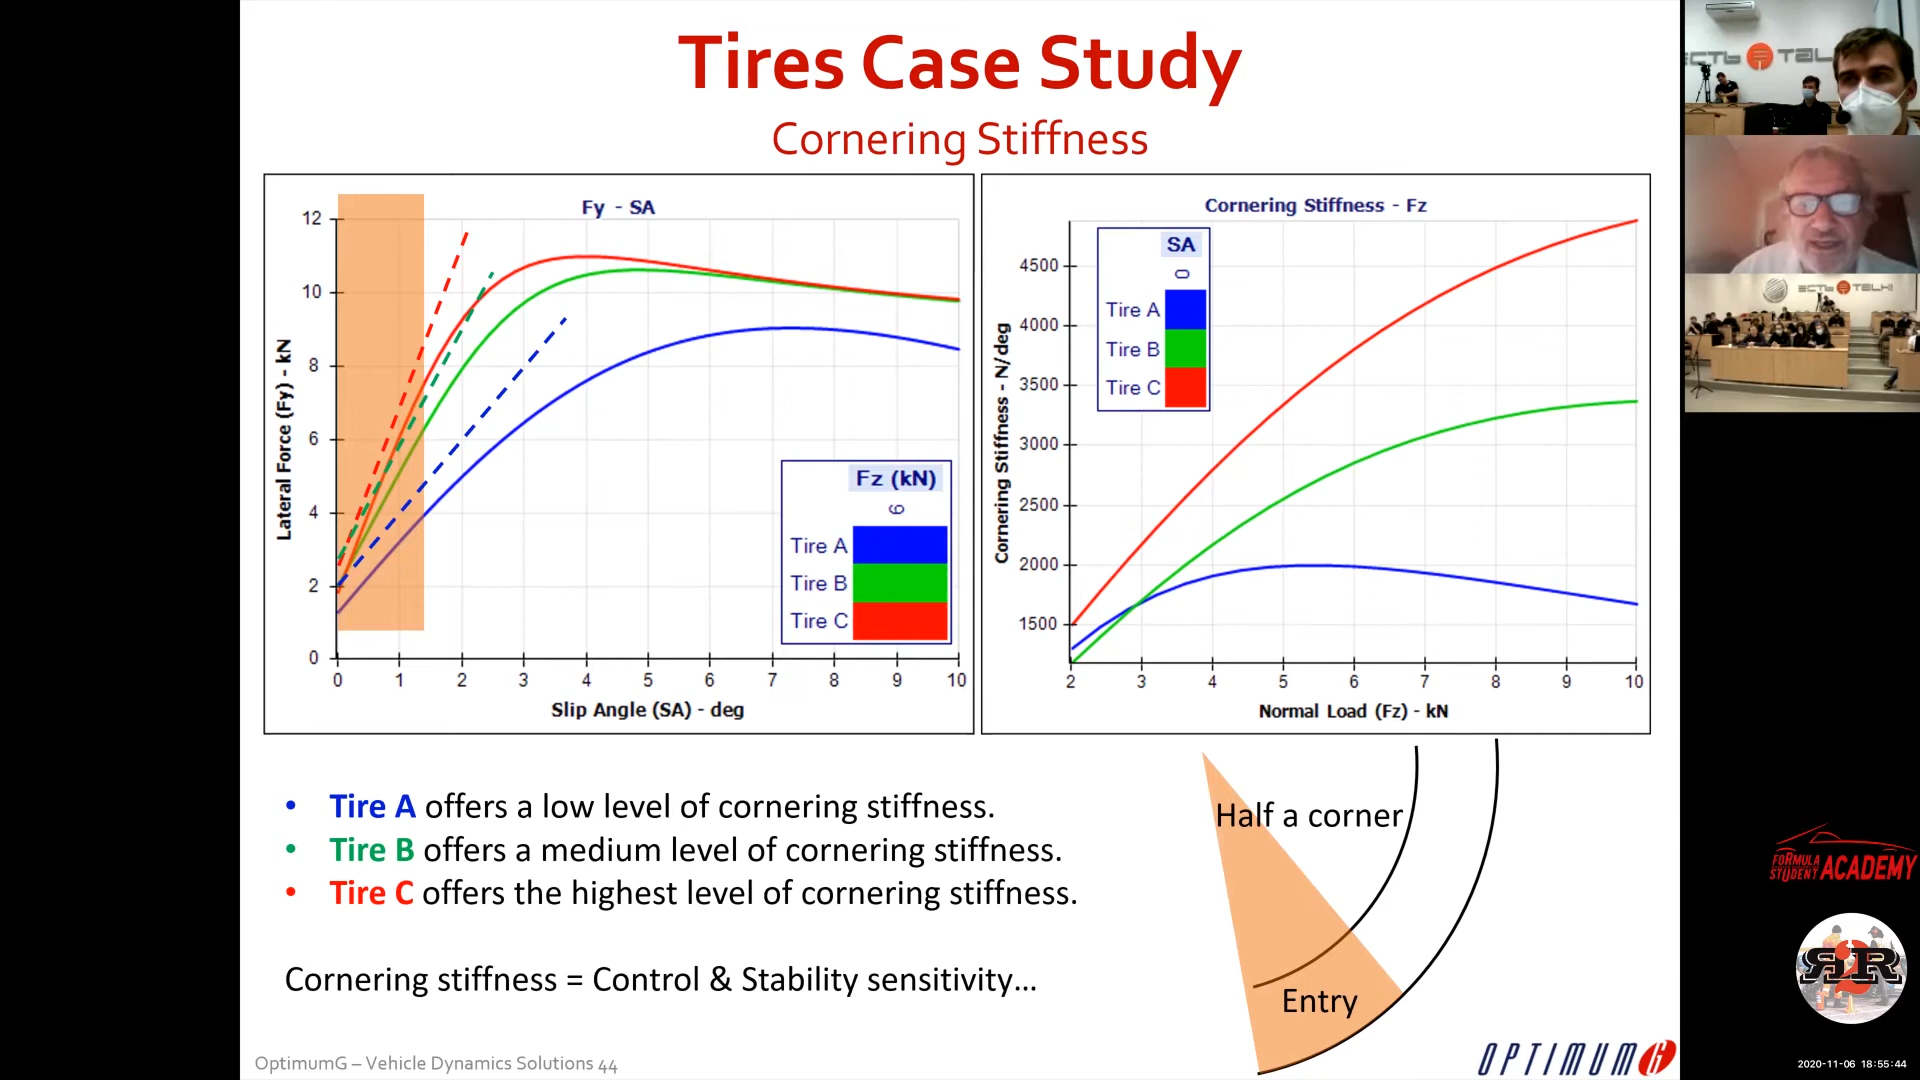 Tires Case Study
Cornering Stiffness
Fy - SA
12
10
8
6
4
2
0
Lateral Force (Fy) - kN
0 1 2 3 4 5 6 7 8 9 10
Slip Angle (SA) - deg
Fz (kN)
6
Tire A
Tire B
Tire C
Cornering Stiffness - Fz
4500
4000
3500
3000
2500
2000
1500
Cornering Stiffness - N/deg
2 3 4 5 6 7 8 9 10
Normal Load (Fz) - kN
SA
0
Tire A
Tire B
Tire C
• Tire A offers a low level of cornering stiffness.
• Tire B offers a medium level of cornering stiffness.
• Tire C offers the highest level of cornering stiffness.
Cornering stiffness = Control & Stability sensitivity...
Half a corner
Entry
OptimumG – Vehicle Dynamics Solutions 44
OPTIMUMG
FORMULA STUDENT ACADEMY
2020-11-06 18:55:44